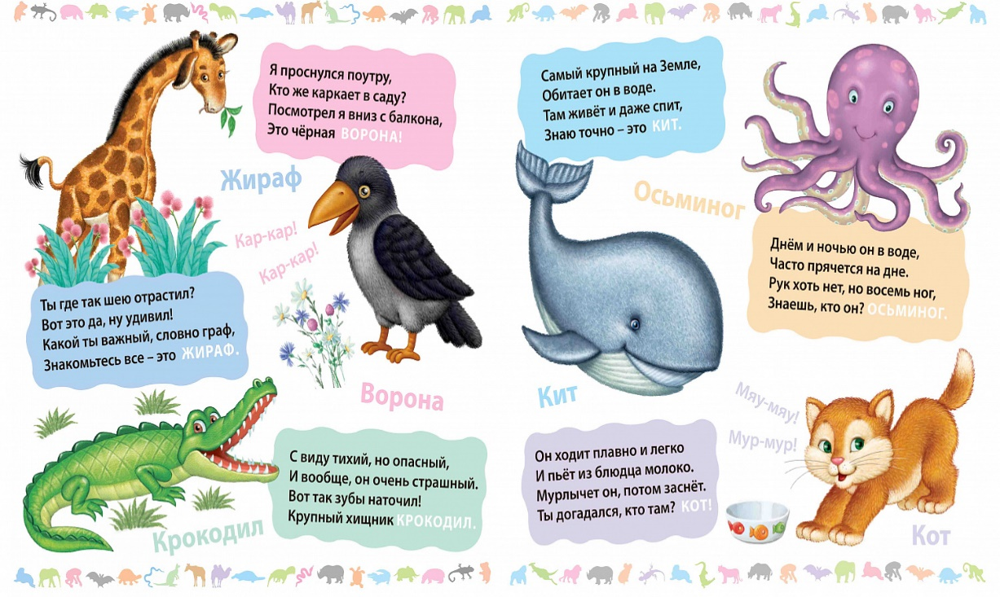 Я проснулся поутру,
Кто же каркает в саду?
Посмотрел я вниз с балкона,
Это чёрная ВОРОНА!
Жираф
Кар-кар!
Кар-кар!
Ты где так шею отрастил?
Вот это да, ну удивил!
Какой ты важный, словно граф,
Знакомьтесь все – это ЖИРАФ.
Ворона
С виду тихий, но опасный,
И вообще, он очень страшный.
Вот так зубы наточил!
Крупный хищник КРОКОДИЛ.
Крокодил
Самый крупный на Земле,
Обитает он в воде.
Там живёт и даже спит,
Знаю точно – это КИТ.
Осьминог
Днём и ночью он в воде,
Часто прячется на дне.
Рук хоть нет, но восемь ног,
Знаешь, кто он? ОСЬМИНОГ.
Кит
Мяу-мяу!
Мур-мур!
Он ходит плавно и легко
И пьёт из блюдца молоко.
Мурлычет он, потом заснёт.
Ты догадался, кто там? КОТ!
Кот